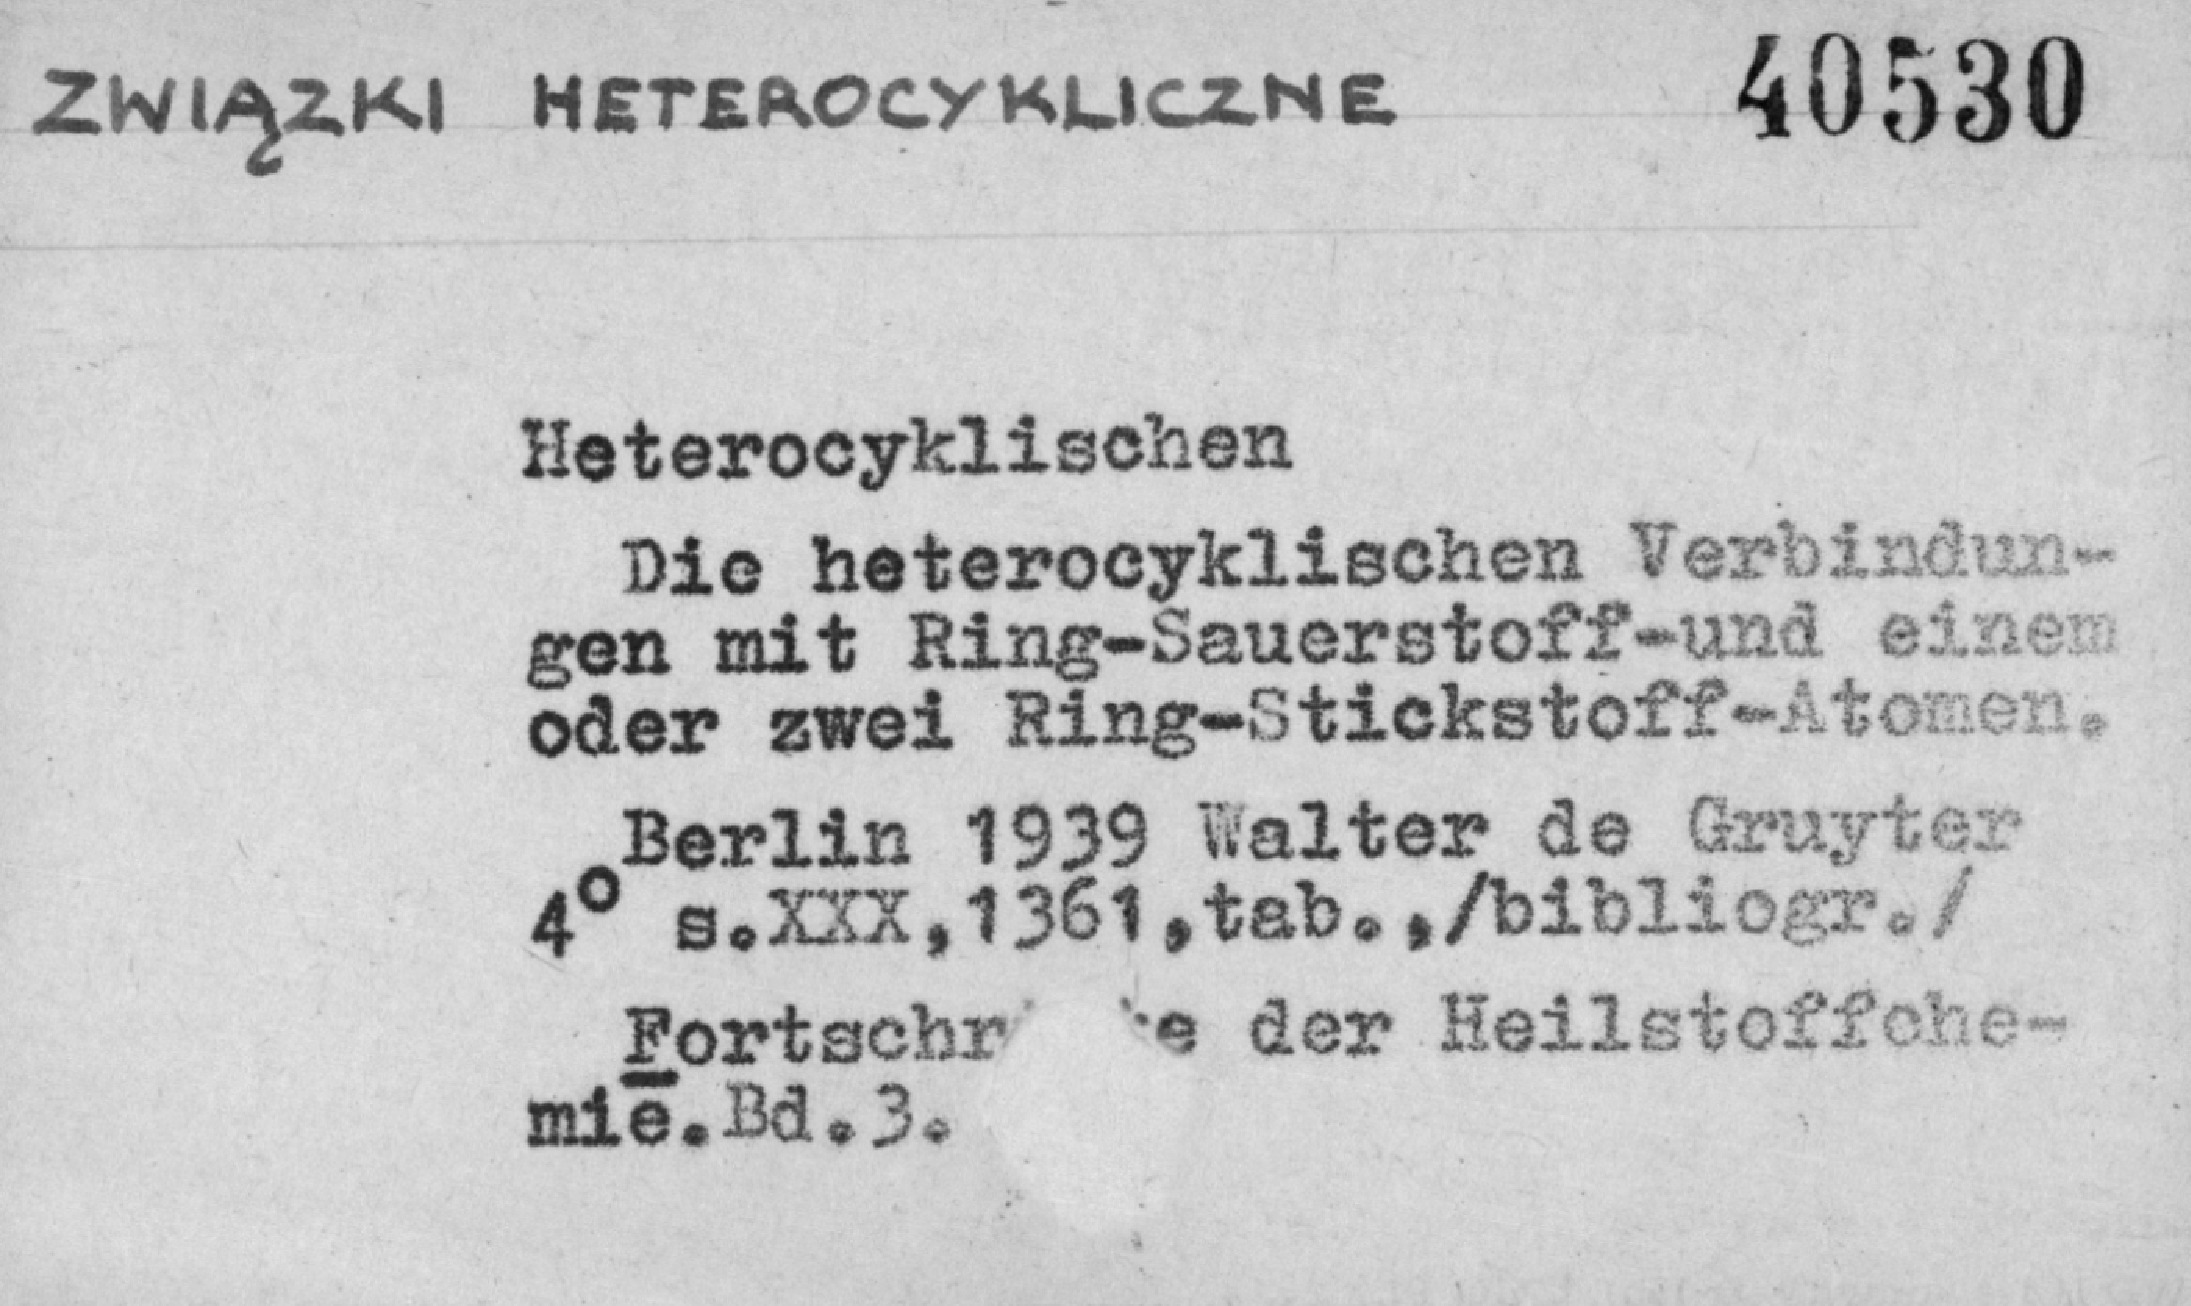 ZWIĄZKI HETEROCYKLICZNE 40530
Heterocyklischen
Die heterocyklischen Verbindun-
gen mit Ring-Sauerstoff-und einem
oder zwei Ring-Stickstoff-Atomen.
Berlin 1939 Walter de Gruyter
4° s.XXX,1361,tab.,/bibliogr./
der Heilstoffche-
mie.Bd.3.